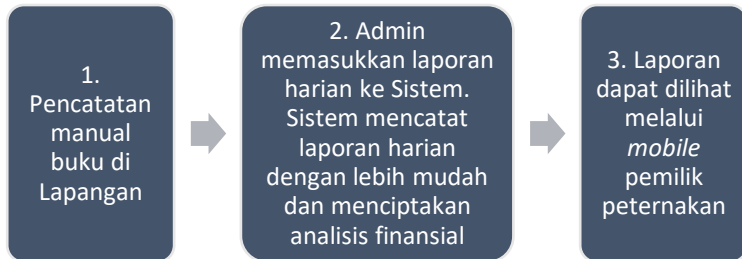 1.
Pencatatan
manual
buku di
Lapangan
2. Admin
memasukkan laporan
harian ke Sistem.
Sistem mencatat
laporan harian
dengan lebih mudah
dan menciptakan
analisis finansial
3. Laporan
dapat dilihat
melalui
mobile
pemilik
peternakan